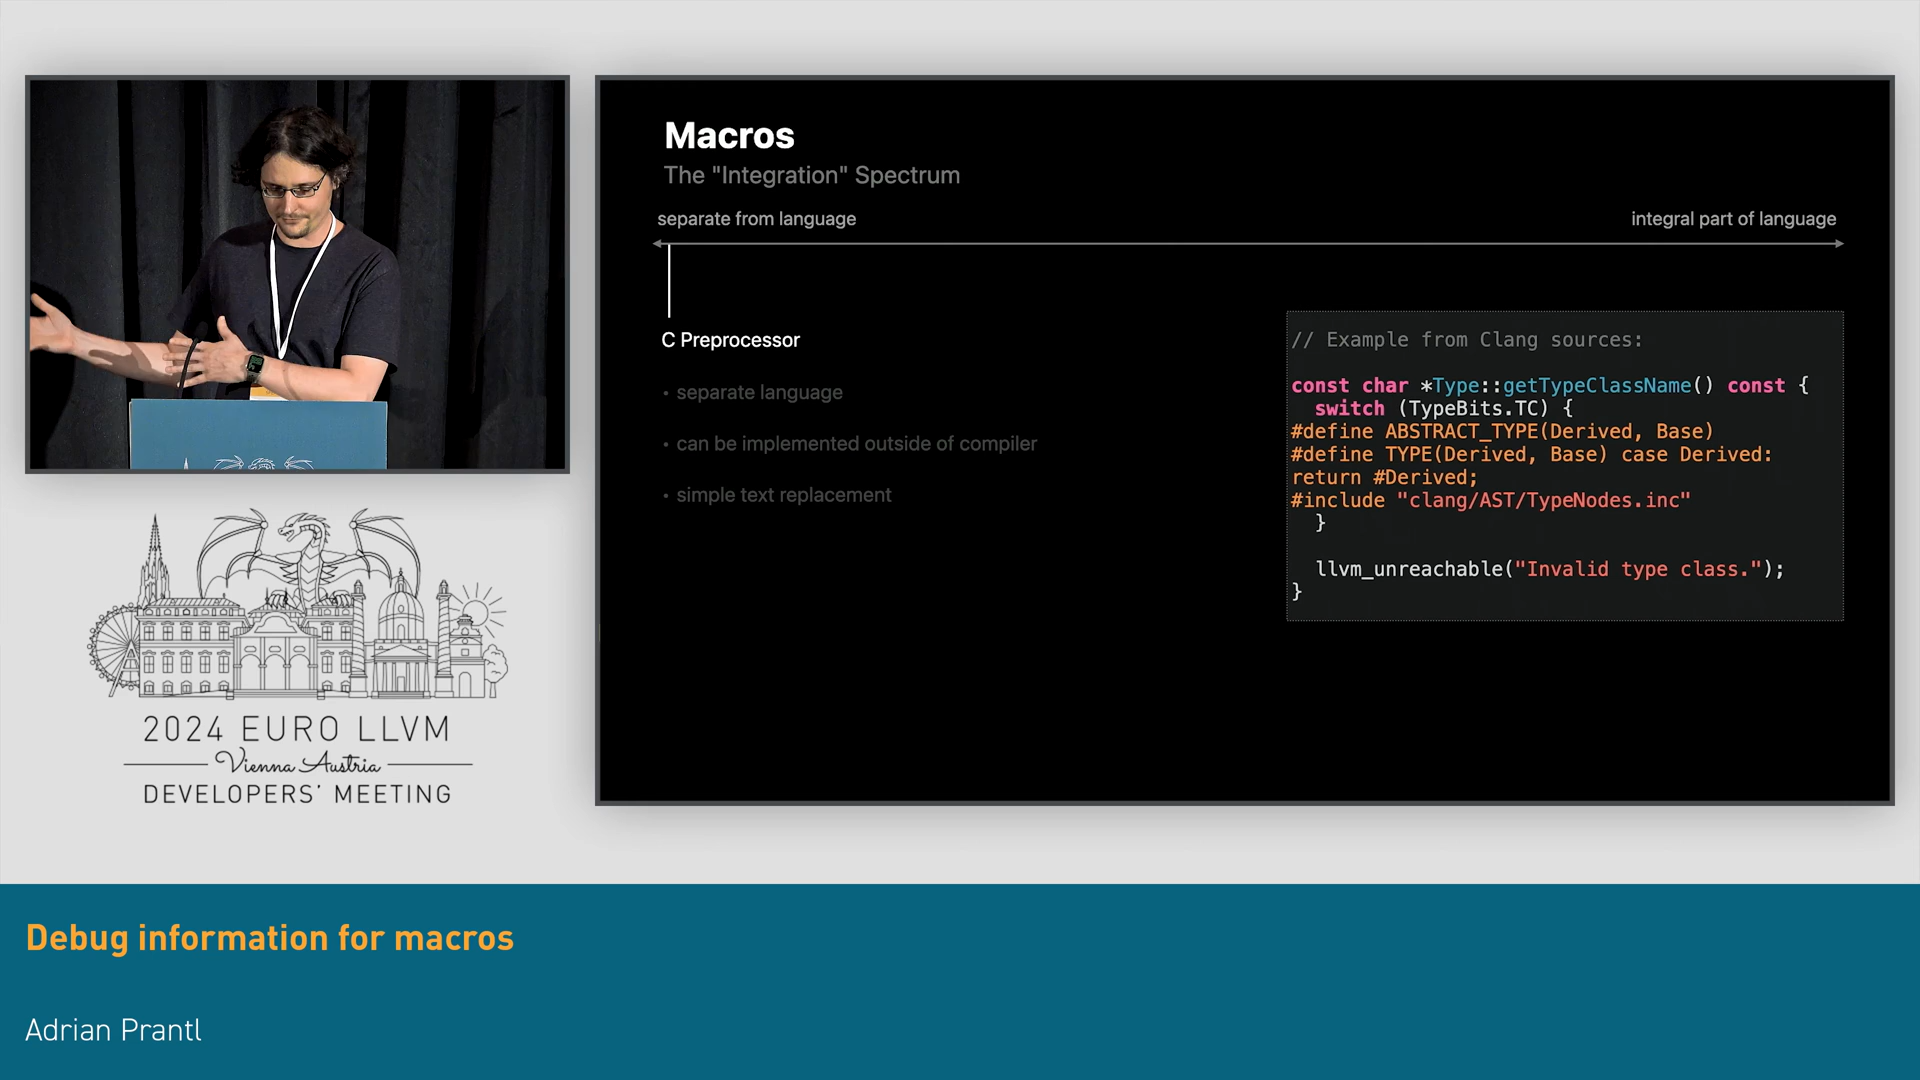 Macros
The "Integration" Spectrum
separate from language
integral part of language
C Preprocessor
• separate language
• can be implemented outside of compiler
• simple text replacement
// Example from Clang sources:
const char *Type::getTypeClassName() const {
  switch (TypeBits.TC) {
#define ABSTRACT_TYPE(Derived, Base)
#define TYPE(Derived, Base) case Derived:
return #Derived;
#include "clang/AST/TypeNodes.inc"
  }
  llvm_unreachable("Invalid type class.");
}
2024 EURO LLVM
Vienna Austria
DEVELOPERS' MEETING
Debug information for macros
Adrian Prantl